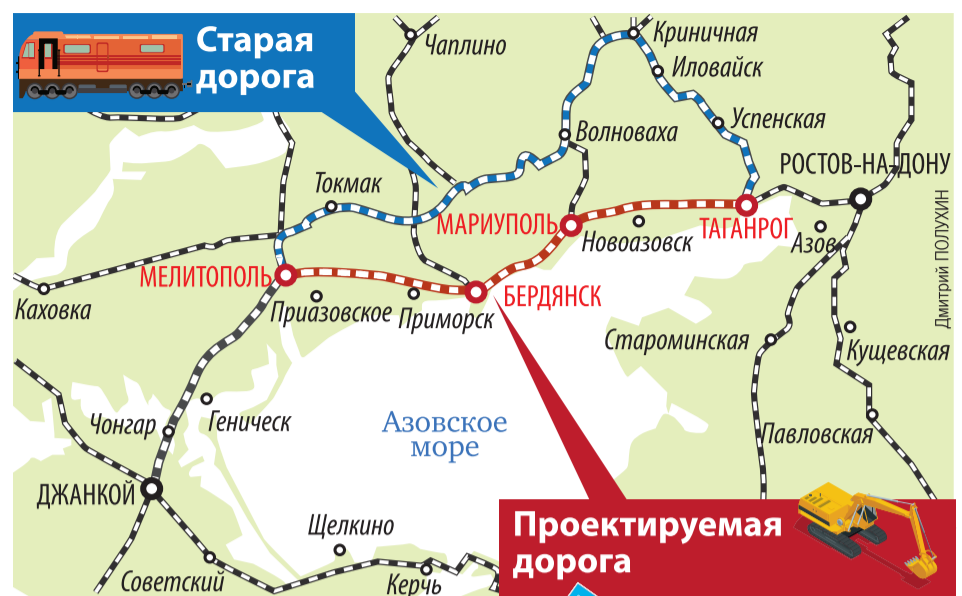 Старая
дорога
Чаплино
Криничная
Иловайск
Успенская
Волноваха
РОСТОВ-НА-ДОНУ
Токмак
МАРИУПОЛЬ
Новоазовск
ТАГАНРОГ
Азов
МЕЛИТОПОЛЬ
Каховка
Приазовское
Приморск
БЕРДЯНСК
Староминская
Кущевская
Дмитрий ПОЛУХИН
Чонгар
Геническ
Азовское
море
Павловская
ДЖАНКОЙ
Щелкино
Советский
Керчь
Проектируемая
дорога